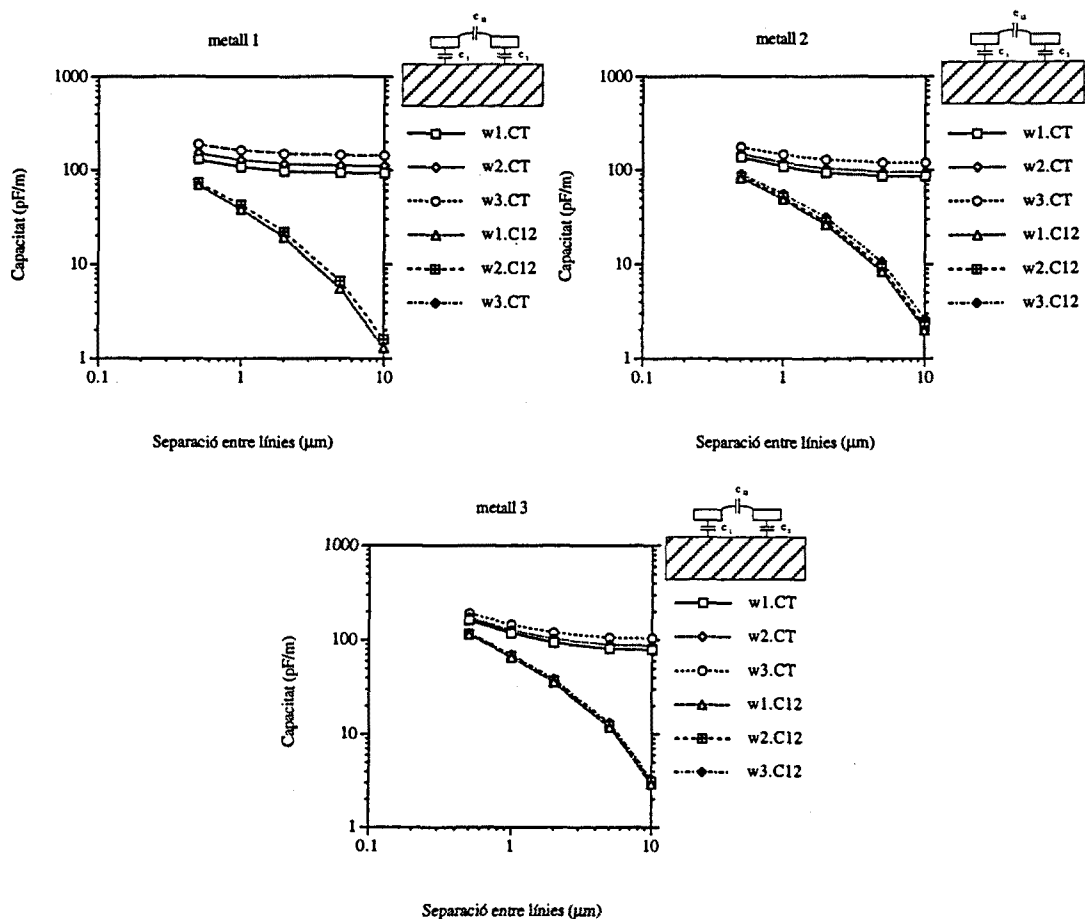 metall 1
1000
100
10
1
0.1
1
10
Capacitat (pF/m)
Separació entre línies (µm)
w1.CT
w2.CT
w3.CT
w1.C12
w2.C12
w3.CT
metall 2
1000
100
10
1
0.1
1
10
Capacitat (pF/m)
Separació entre línies (µm)
w1.CT
w2.CT
w3.CT
w1.C12
w2.C12
w3.C12
metall 3
1000
100
10
1
0.1
1
10
Capacitat (pF/m)
Separació entre línies (µm)
w1.CT
w2.CT
w3.CT
w1.C12
w2.C12
w3.C12